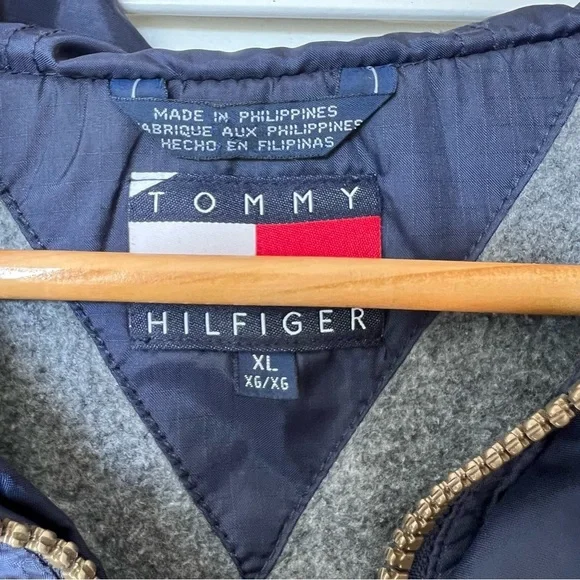 MADE IN PHILIPPINES
FABRIQUE AUX PHILIPPINES
HECHO EN FILIPINAS
TOMMY
HILFIGER
XL
XG/XG